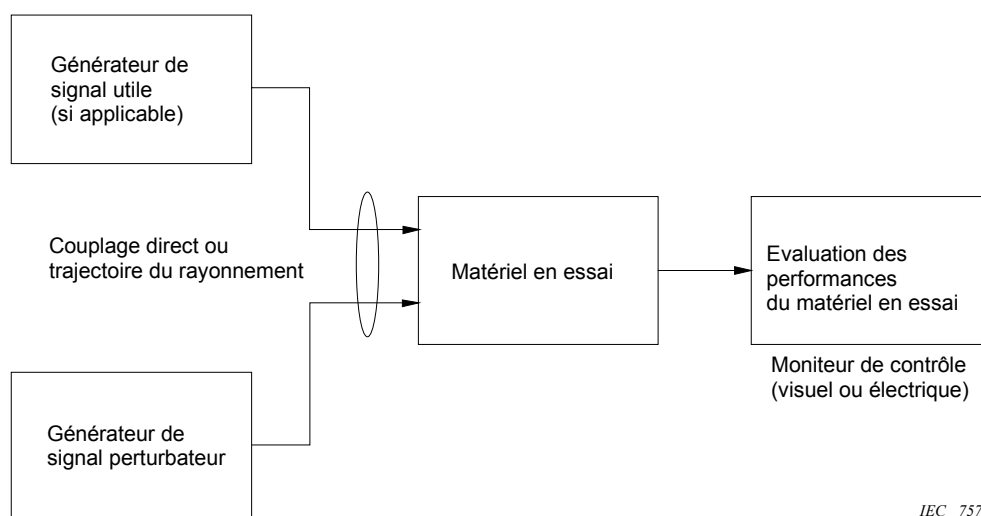 Générateur de
signal utile
(si applicable)
Couplage direct ou
trajectoire du rayonnement
Matériel en essai
Evaluation des
performances
du matériel en essai
Moniteur de contrôle
(visuel ou électrique)
Générateur de
signal perturbateur
IEC 757